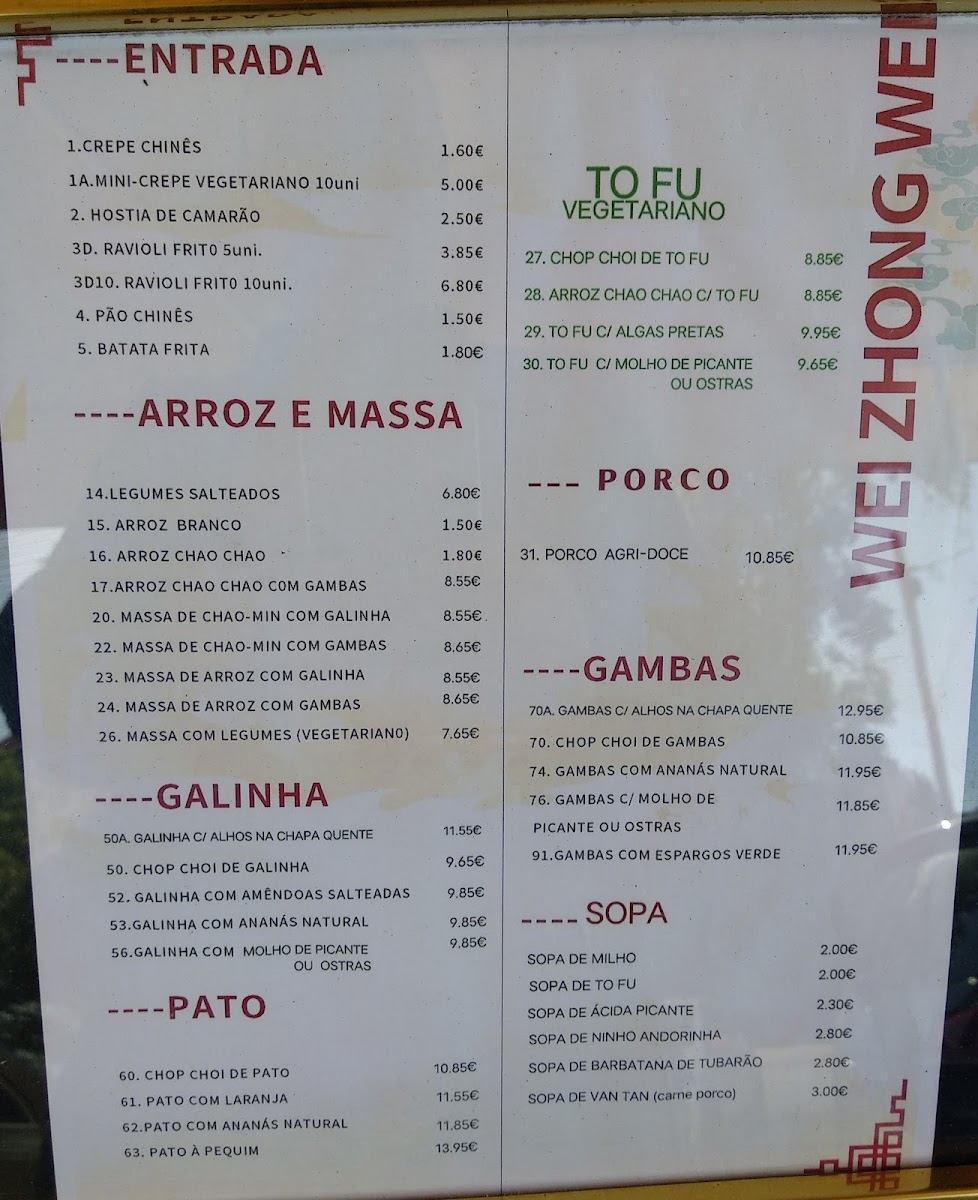 ----ENTRADA
1.CREPE CHINÊS 1.60€
1A.MINI-CREPE VEGETARIANO 10uni 5.00€
2. HOSTIA DE CAMARÃO 2.50€
3D. RAVIOLI FRIT0 5uni. 3.85€
3D10. RAVIOLI FRIT0 10uni. 6.80€
4. PÃO CHINÊS 1.50€
5. BATATA FRITA 1.80€
----ARROZ E MASSA
14.LEGUMES SALTEADOS 6.80€
15. ARROZ BRANCO 1.50€
16. ARROZ CHAO CHAO 1.80€
17.ARROZ CHAO CHAO C0M GAMBAS 8.55€
20. MASSA DE CHAO-MIN COM GALINHA 8.55€
22. MASSA DE CHAO-MIN COM GAMBAS 8.65€
23. MASSA DE ARROZ COM GALINHA 8.55€
24. MASSA DE ARROZ COM GAMBAS 8.65€
26. MASSA COM LEGUMES (VEGETARIAN0) 7.65€
----GALINHA
50A. GALINHA C/ ALHOS NA CHAPA QUENTE 11.55€
50. CHOP CHOI DE GALINHA 9.65€
52. GALINHA COM AMÊNDOAS SALTEADAS 9.85€
53.GALINHA COM ANANÁS NATURAL 9.85€
56.GALINHA COM MOLHO DE PICANTE 9.85€
OU OSTRAS
----PATO
60. CHOP CHOI DE PATO 10.85€
61. PATO COM LARANJA 11.55€
62.PATO COM ANANÁS NATURAL 11.85€
63. PATO À PEQUIM 13.95€
TO FU
VEGETARIANO
27. CHOP CHOI DE TO FU 8.85€
28. ARROZ CHAO CHAO C/ TO FU 8.85€
29. TO FU C/ ALGAS PRETAS 9.95€
30. TO FU C/ MOLHO DE PICANTE 9.65€
OU OSTRAS
--- PORCO
31. PORCO AGRI-DOCE 10.85€
----GAMBAS
70A. GAMBAS C/ ALHOS NA CHAPA QUENTE 12.95€
70. CHOP CHOI DE GAMBAS 10.85€
74. GAMBAS COM ANANÁS NATURAL 11.95€
76. GAMBAS C/ MOLHO DE 11.85€
PICANTE OU OSTRAS
91.GAMBAS COM ESPARGOS VERDE 11.95€
---- SOPA
SOPA DE MILHO 2.00€
SOPA DE TO FU 2.00€
SOPA DE ÁCIDA PICANTE 2.30€
SOPA DE NINHO ANDORINHA 2.80€
SOPA DE BARBATANA DE TUBARÃO 2.80€
SOPA DE VAN TAN (carne porco) 3.00€
WEI ZHONG WEI